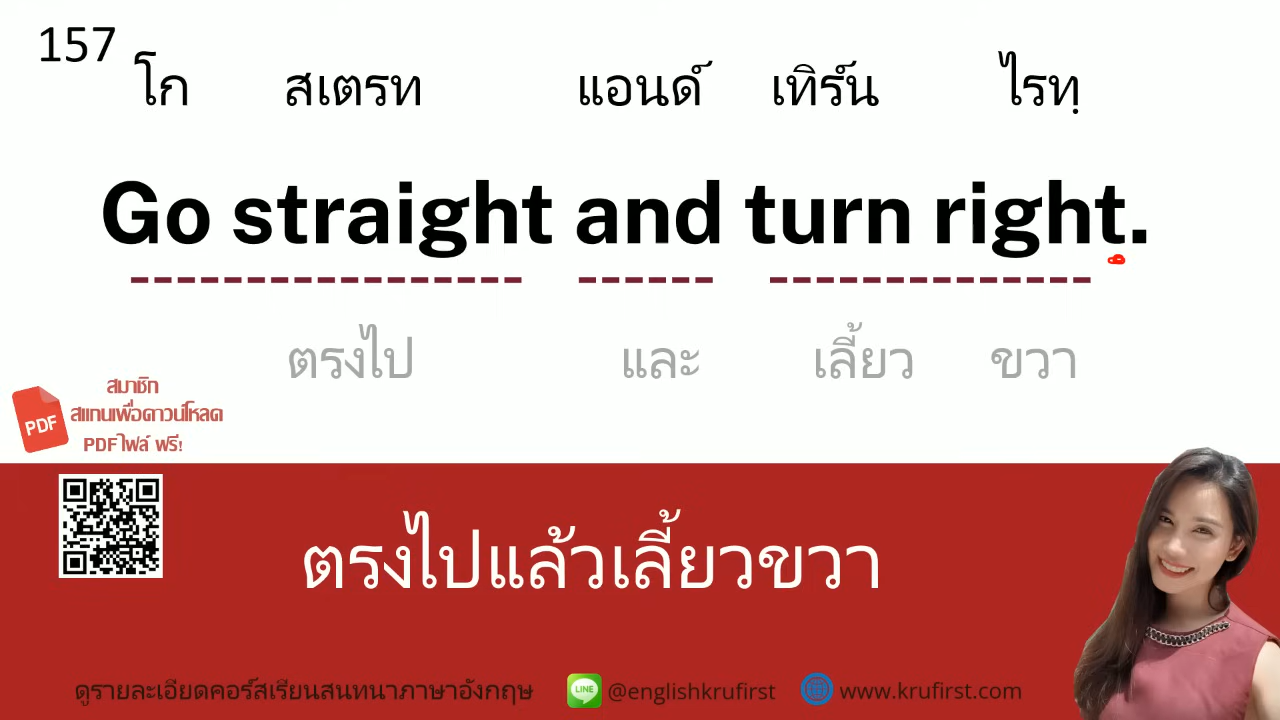 157
โก สเตรท แอนด์ เทิร์น ไรทฺ
Go straight and turn right.
ตรงไป และ เลี้ยว ขวา
สมาชิก
สแกนเพื่อดาวน์โหลด
PDF
PDFไฟล์ ฟรี!
ตรงไปแล้วเลี้ยวขวา
ดูรายละเอียดคอร์สเรียนสนทนาภาษาอังกฤษ LINE @englishkrufirst www.krufirst.com